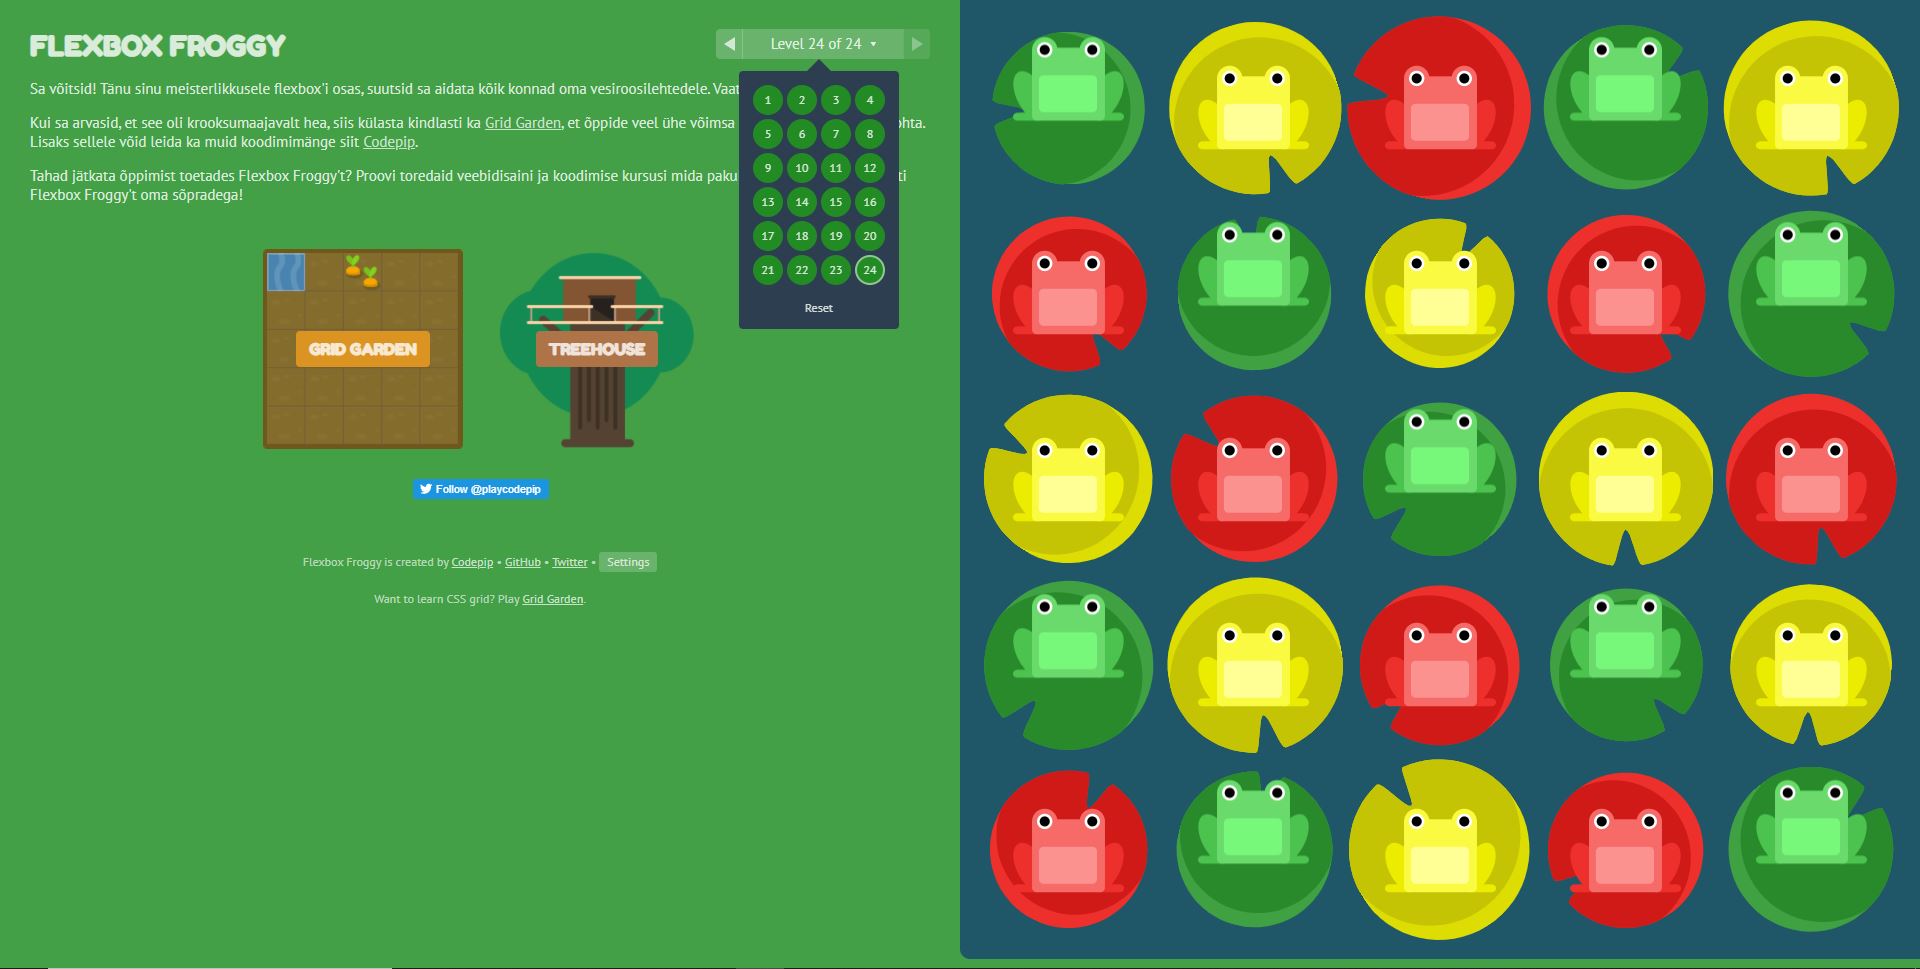 FLEXBOX FROGGY
Level 24 of 24
Sa võitsid! Tänu sinu meisterlikkusele flexbox'i osas, suutsid sa aidata kõik konnad oma vesiroosilehtedele. Vaat
Kui sa arvasid, et see oli krooksumaajavalt hea, siis külasta kindlasti ka Grid Garden, et õppide veel ühe võimsa ohta.
Lisaks sellele võid leida ka muid koodimimänge siit Codepip.
Tahad jätkata õppimist toetades Flexbox Froggy't? Proovi toredaid veebidisaini ja koodimise kursusi mida paku ti
Flexbox Froggy't oma sõpradega!
1 2 3 4
5 6 7 8
9 10 11 12
13 14 15 16
17 18 19 20
21 22 23 24
Reset
GRID GARDEN
TREEHOUSE
Follow @playcodepip
Flexbox Froggy is created by Codepip • GitHub • Twitter • Settings
Want to learn CSS grid? Play Grid Garden.